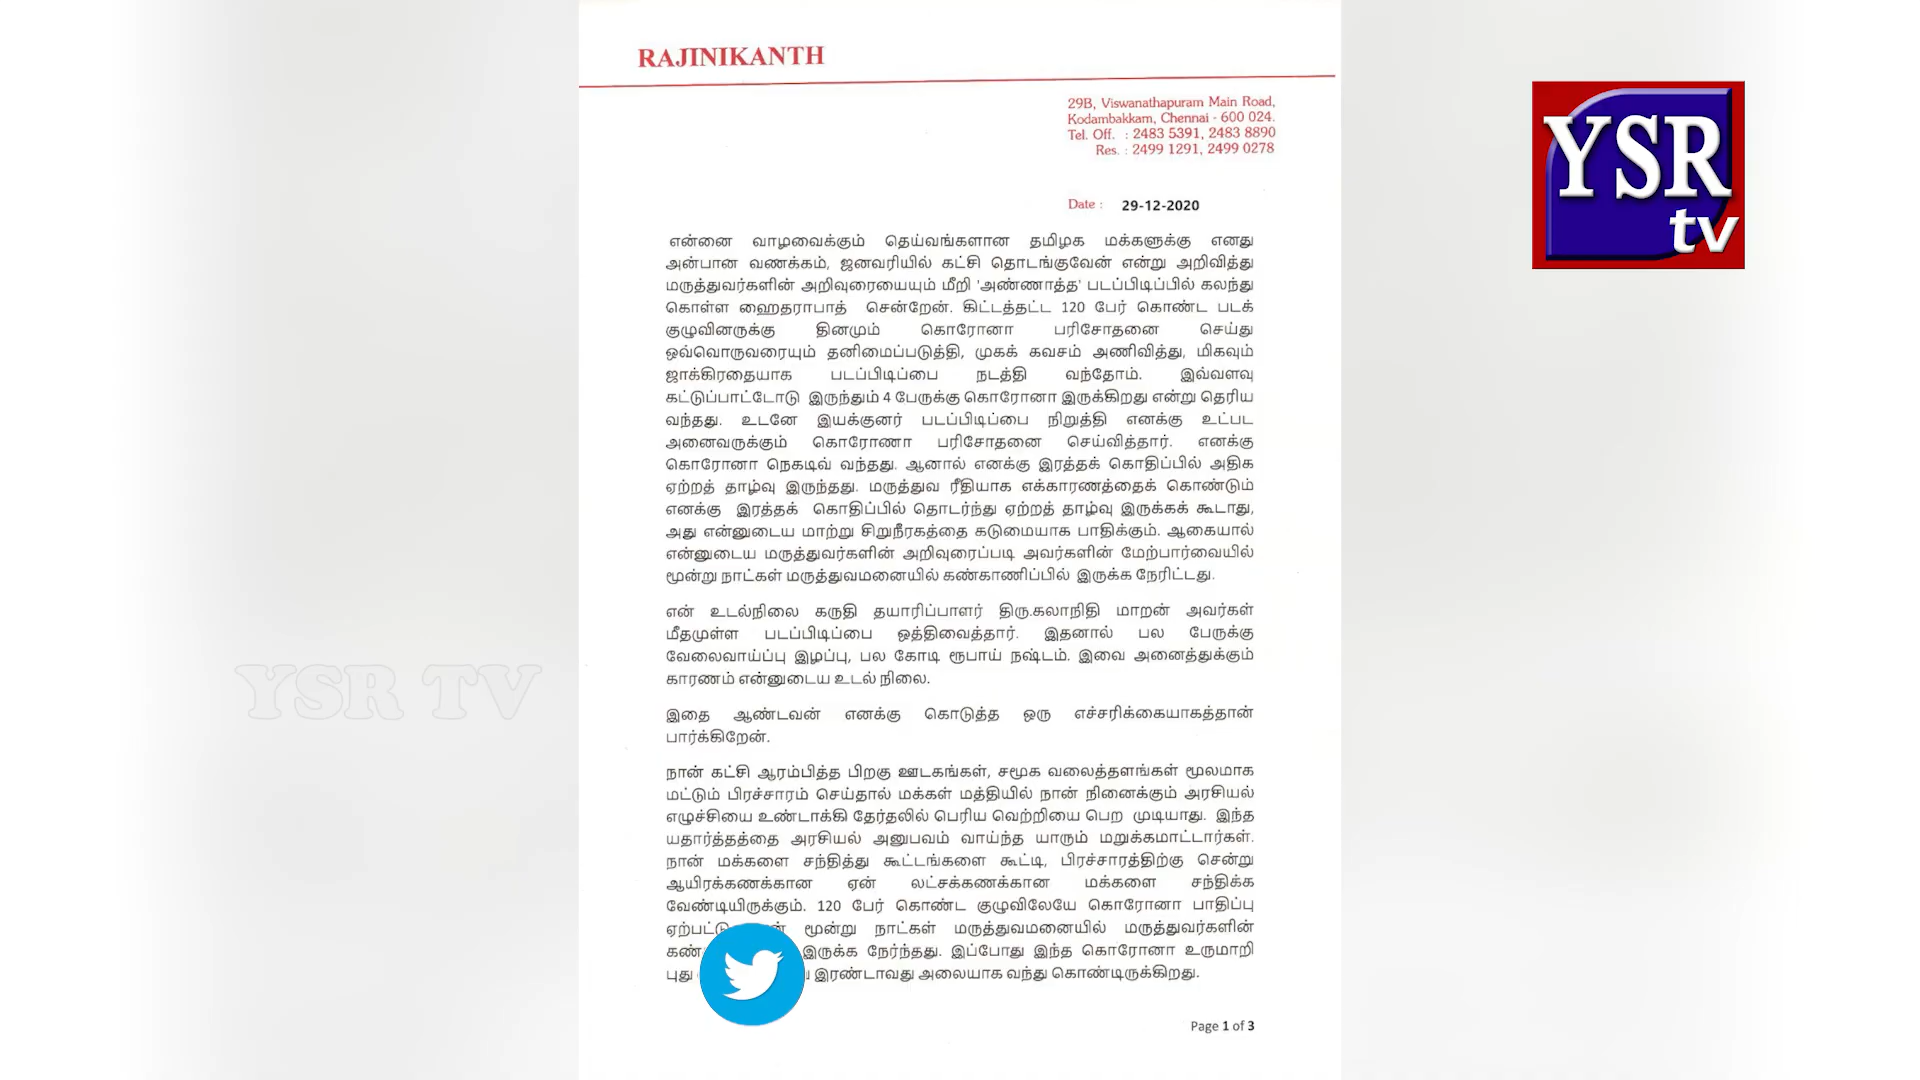 RAJINIKANTH
29B, Viswanathapuram Main Road,
Kodambakkam, Chennai - 600 024.
Tel. Off. : 2483 5391, 2483 8890
Res. : 2499 1291, 2499 0278
YSR
tv
Date : 29-12-2020
என்னை வாழவைக்கும் தெய்வங்களான தமிழக மக்களுக்கு எனது
அன்பான வணக்கம், ஜனவரியில் கட்சி தொடங்குவேன் என்று அறிவித்து
மருத்துவர்களின் அறிவுரையையும் மீறி 'அண்ணாத்த' படப்பிடிப்பில் கலந்து
கொள்ள ஹைதராபாத் சென்றேன். கிட்டத்தட்ட 120 பேர் கொண்ட படக்
குழுவினருக்கு தினமும் கொரோனா பரிசோதனை செய்து
ஒவ்வொருவரையும் தனிமைப்படுத்தி, முகக் கவசம் அணிவித்து, மிகவும்
ஜாக்கிரதையாக படப்பிடிப்பை நடத்தி வந்தோம். இவ்வளவு
கட்டுப்பாட்டோடு இருந்தும் 4 பேருக்கு கொரோனா இருக்கிறது என்று தெரிய
வந்தது. உடனே இயக்குனர் படப்பிடிப்பை நிறுத்தி எனக்கு உட்பட
அனைவருக்கும் கொரோணா பரிசோதனை செய்வித்தார். எனக்கு
கொரோனா நெகடிவ் வந்தது. ஆனால் எனக்கு இரத்தக் கொதிப்பில் அதிக
ஏற்றத் தாழ்வு இருந்தது. மருத்துவ ரீதியாக எக்காரணத்தைக் கொண்டும்
எனக்கு இரத்தக் கொதிப்பில் தொடர்ந்து ஏற்றத் தாழ்வு இருக்கக் கூடாது,
அது என்னுடைய மாற்று சிறுநீரகத்தை கடுமையாக பாதிக்கும். ஆகையால்
என்னுடைய மருத்துவர்களின் அறிவுரைப்படி அவர்களின் மேற்பார்வையில்
மூன்று நாட்கள் மருத்துவமனையில் கண்காணிப்பில் இருக்க நேரிட்டது.
என் உடல்நிலை கருதி தயாரிப்பாளர் திரு.கலாநிதி மாறன் அவர்கள்
மீதமுள்ள படப்பிடிப்பை ஒத்திவைத்தார். இதனால் பல பேருக்கு
வேலைவாய்ப்பு இழப்பு, பல கோடி ரூபாய் நஷ்டம். இவை அனைத்துக்கும்
காரணம் என்னுடைய உடல் நிலை.
YSR TV
இதை ஆண்டவன் எனக்கு கொடுத்த ஒரு எச்சரிக்கையாகத்தான்
பார்க்கிறேன்.
நான் கட்சி ஆரம்பித்த பிறகு ஊடகங்கள், சமூக வலைத்தளங்கள் மூலமாக
மட்டும் பிரச்சாரம் செய்தால் மக்கள் மத்தியில் நான் நினைக்கும் அரசியல்
எழுச்சியை உண்டாக்கி தேர்தலில் பெரிய வெற்றியை பெற முடியாது. இந்த
யதார்த்தத்தை அரசியல் அனுபவம் வாய்ந்த யாரும் மறுக்கமாட்டார்கள்.
நான் மக்களை சந்தித்து கூட்டங்களை கூட்டி, பிரச்சாரத்திற்கு சென்று
ஆயிரக்கணக்கான ஏன் லட்சக்கணக்கான மக்களை சந்திக்க
வேண்டியிருக்கும். 120 பேர் கொண்ட குழுவிலேயே கொரோனா பாதிப்பு
மூன்று நாட்கள் மருத்துவமனையில் மருத்துவர்களின்
இருக்க நேர்ந்தது. இப்போது இந்த கொரோனா உருமாறி
புது இரண்டாவது அலையாக வந்து கொண்டிருக்கிறது.
Page 1 of 3